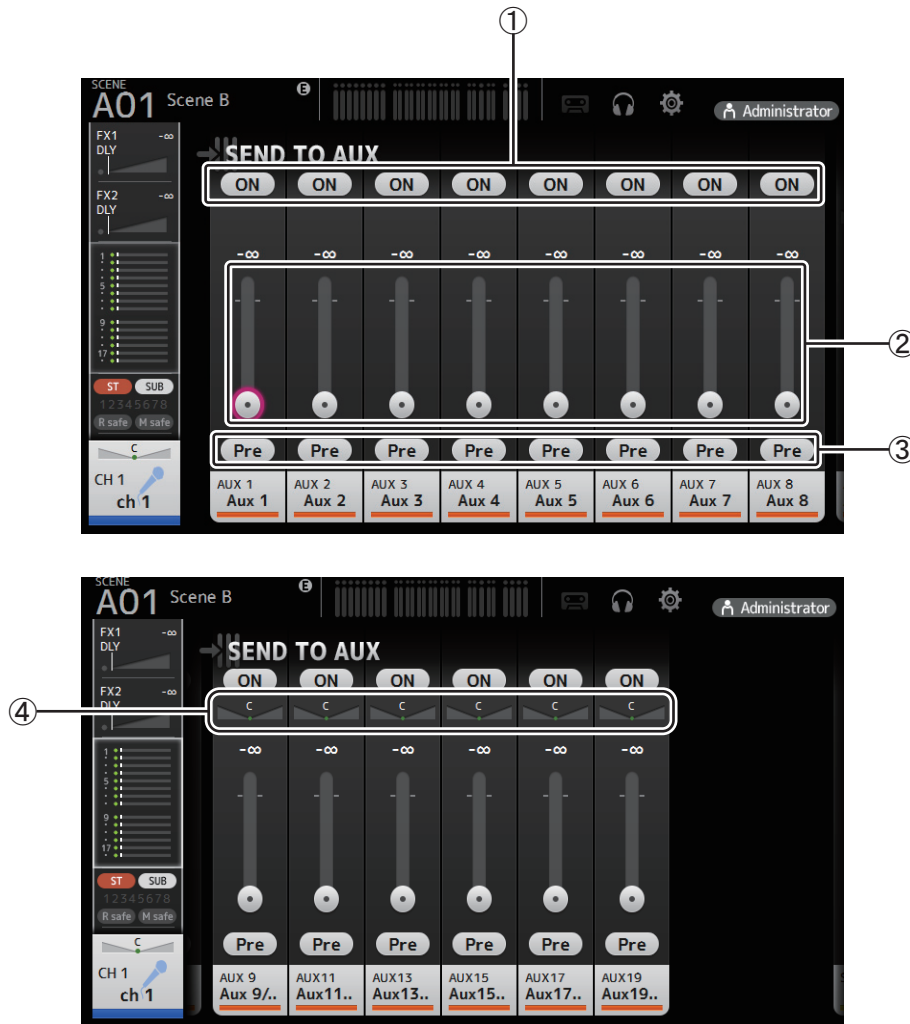 ①
SCENE
A01 Scene B E Administrator
FX1 -∞
DLY
SEND TO AUX
ON ON ON ON ON ON ON ON
FX2 -∞
DLY
-∞ -∞ -∞ -∞ -∞ -∞ -∞ -∞
1
5
9
17
②
ST SUB
12345678
R safe M safe
Pre Pre Pre Pre Pre Pre Pre Pre
③
C
CH 1
ch 1
AUX 1 AUX 2 AUX 3 AUX 4 AUX 5 AUX 6 AUX 7 AUX 8
Aux 1 Aux 2 Aux 3 Aux 4 Aux 5 Aux 6 Aux 7 Aux 8
SCENE
A01 Scene B E Administrator
FX1 -∞
DLY
SEND TO AUX
ON ON ON ON ON ON
FX2 -∞
DLY
④
C C C C C C
-∞ -∞ -∞ -∞ -∞ -∞
1
5
9
17
ST SUB
12345678
R safe M safe
Pre Pre Pre Pre Pre Pre
C
CH 1
ch 1
AUX 9 AUX11 AUX13 AUX15 AUX17 AUX19
Aux 9/.. Aux11.. Aux13.. Aux15.. Aux17.. Aux19..